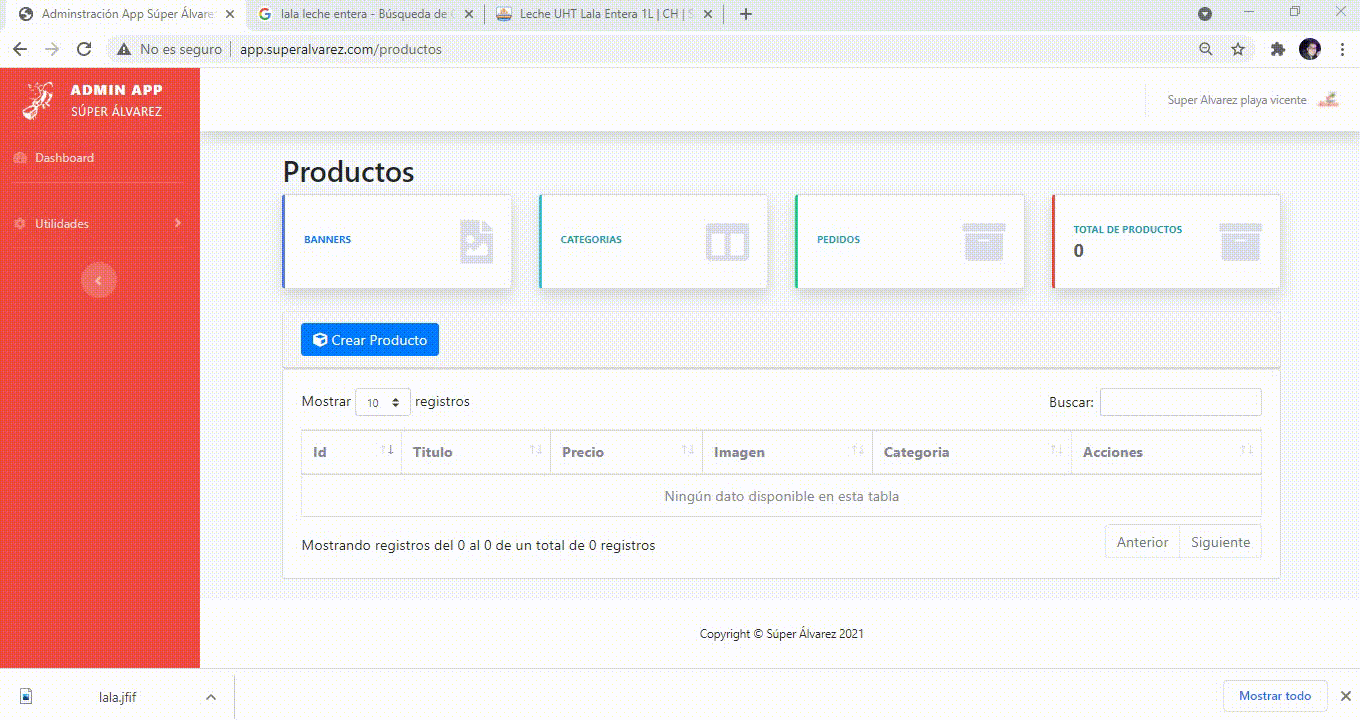 Adminstración App Súper Álvare
lala leche entera - Búsqueda de
Leche UHT Lala Entera 1L | CH |
No es seguro
app.superalvarez.com/productos
ADMIN APP
SÚPER ÁLVAREZ
Super Alvarez playa vicente
Dashboard
Utilidades
Productos
BANNERS
CATEGORIAS
PEDIDOS
TOTAL DE PRODUCTOS
0
Crear Producto
Mostrar 10 registros
Buscar:
Id Titulo Precio Imagen Categoria Acciones
Ningún dato disponible en esta tabla
Mostrando registros del 0 al 0 de un total de 0 registros
Anterior Siguiente
Copyright © Súper Álvarez 2021
lala.jfif
Mostrar todo